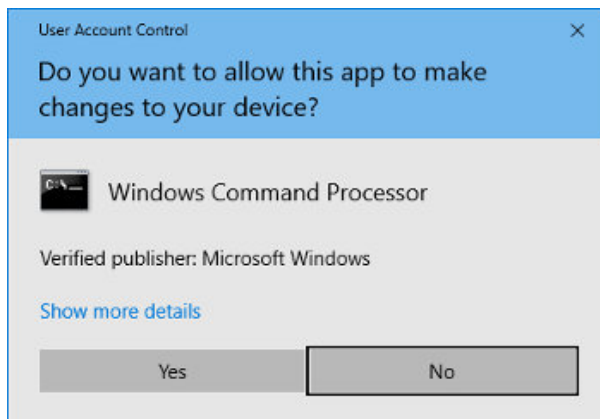 User Account Control
Do you want to allow this app to make
changes to your device?
C:\_
Windows Command Processor
Verified publisher: Microsoft Windows
Show more details
Yes
No